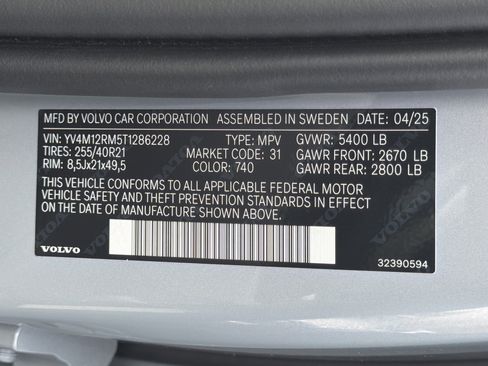 MFD BY VOLVO CAR CORPORATION ASSEMBLED IN SWEDEN DATE: 04/25
VIN: YV4M12RM5T1286228 TYPE: MPV GVWR: 5400 LB
TIRES: 255/40R21 MARKET CODE: 31 GAWR FRONT: 2670 LB
RIM: 8,5Jx21x49,5 COLOR: 740 GAWR REAR: 2800 LB
THIS VEHICLE CONFORMS TO ALL APPLICABLE FEDERAL MOTOR
VEHICLE SAFETY AND THEFT PREVENTION STANDARDS IN EFFECT
ON THE DATE OF MANUFACTURE SHOWN ABOVE.
VOLVO 32390594